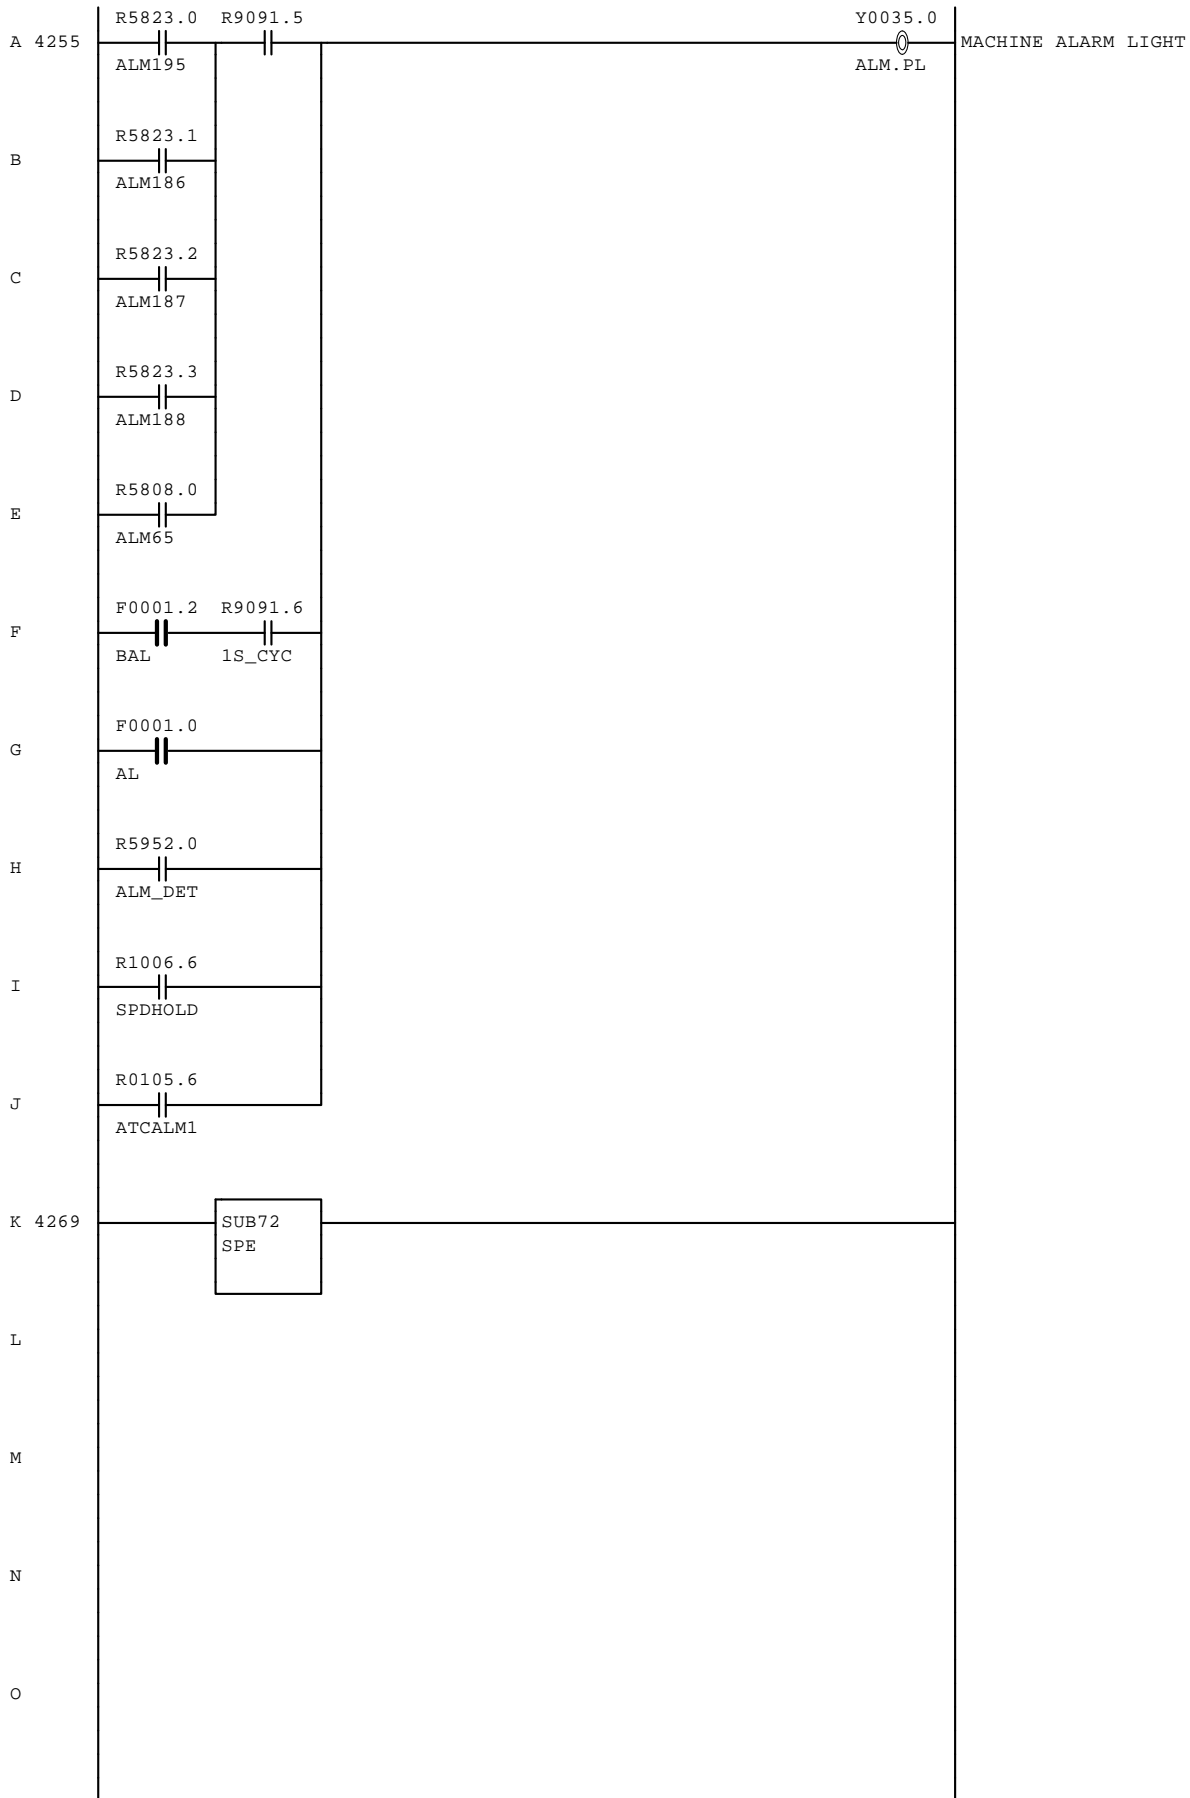 R5823.0 R9091.5 Y0035.0
A 4255 MACHINE ALARM LIGHT
ALM195 ALM.PL
R5823.1
B
ALM186
R5823.2
C
ALM187
R5823.3
D
ALM188
R5808.0
E
ALM65
F0001.2 R9091.6
F
BAL 1S_CYC
F0001.0
G
AL
R5952.0
H
ALM_DET
R1006.6
I
SPDHOLD
R0105.6
J
ATCALM1
K 4269 SUB72
SPE
L
M
N
O